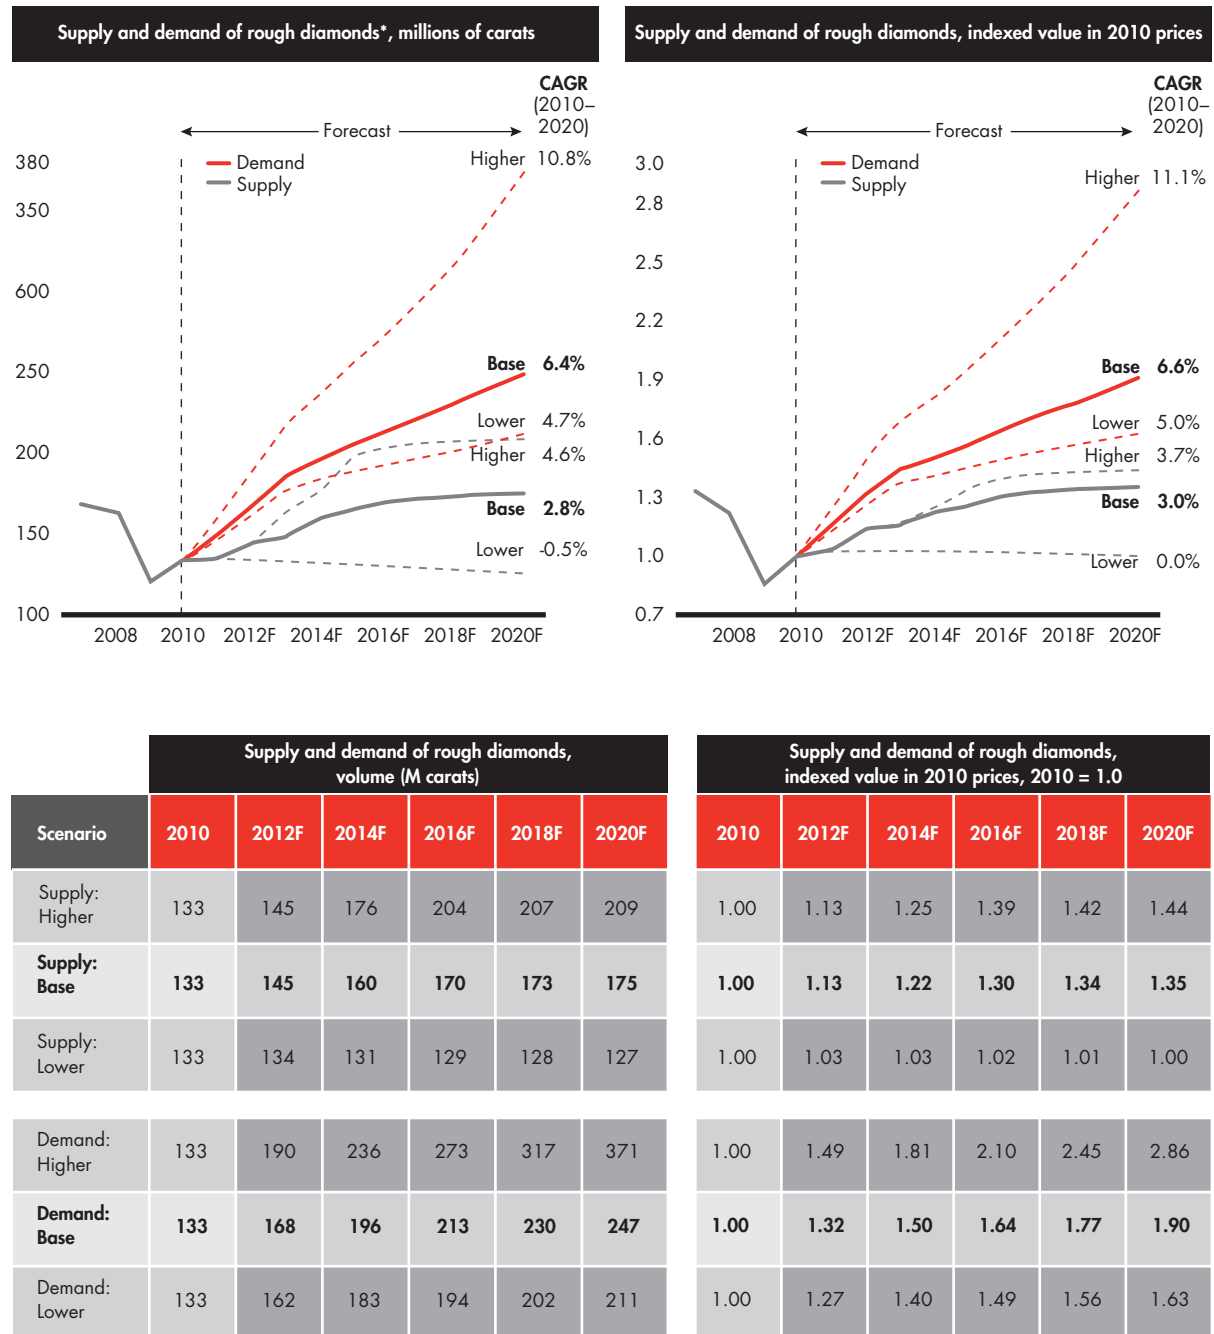 Supply and demand of rough diamonds*, millions of carats
CAGR
(2010–
2020)
Forecast
Demand
Supply
Higher 10.8%
Base 6.4%
Lower 4.7%
Higher 4.6%
Base 2.8%
Lower -0.5%
380
350
600
250
200
150
100
2008 2010 2012F 2014F 2016F 2018F 2020F
Supply and demand of rough diamonds, indexed value in 2010 prices
CAGR
(2010–
2020)
Forecast
Demand
Supply
Higher 11.1%
Base 6.6%
Lower 5.0%
Higher 3.7%
Base 3.0%
Lower 0.0%
3.0
2.8
2.5
2.2
1.9
1.6
1.3
1.0
0.7
2008 2010 2012F 2014F 2016F 2018F 2020F
Supply and demand of rough diamonds,
volume (M carats)
Supply and demand of rough diamonds,
indexed value in 2010 prices, 2010 = 1.0
Scenario 2010 2012F 2014F 2016F 2018F 2020F 2010 2012F 2014F 2016F 2018F 2020F
Supply:
Higher 133 145 176 204 207 209 1.00 1.13 1.25 1.39 1.42 1.44
Supply:
Base 133 145 160 170 173 175 1.00 1.13 1.22 1.30 1.34 1.35
Supply:
Lower 133 134 131 129 128 127 1.00 1.03 1.03 1.02 1.01 1.00
Demand:
Higher 133 190 236 273 317 371 1.00 1.49 1.81 2.10 2.45 2.86
Demand:
Base 133 168 196 213 230 247 1.00 1.32 1.50 1.64 1.77 1.90
Demand:
Lower 133 162 183 194 202 211 1.00 1.27 1.40 1.49 1.56 1.63